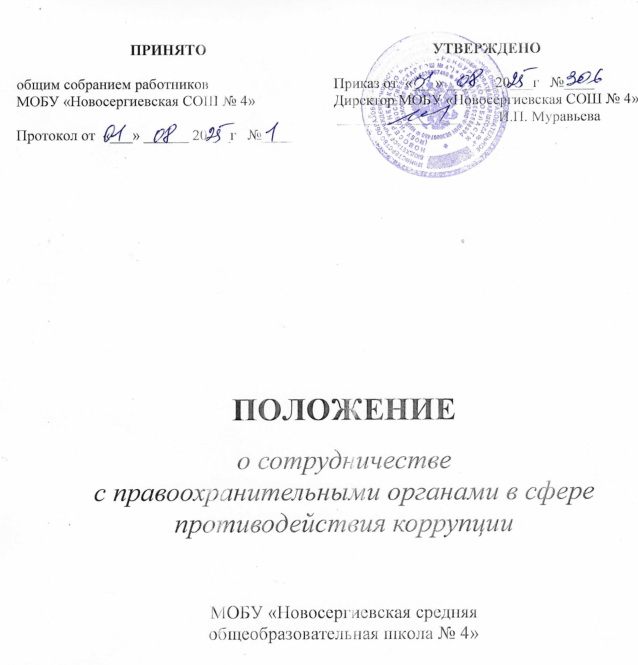 ПРИНЯТО
общим собранием работников
МОБУ «Новосергиевская СОШ № 4»
Протокол от 01 » 08 2025 г № 1
УТВЕРЖДЕНО
Приказ от « » 08 2025 г № 306
Директор МОБУ «Новосергиевская СОШ № 4»
И.П. Муравьева
ПОЛОЖЕНИЕ
о сотрудничестве
с правоохранительными органами в сфере
противодействия коррупции
МОБУ «Новосергиевская средняя
общеобразовательная школа № 4»